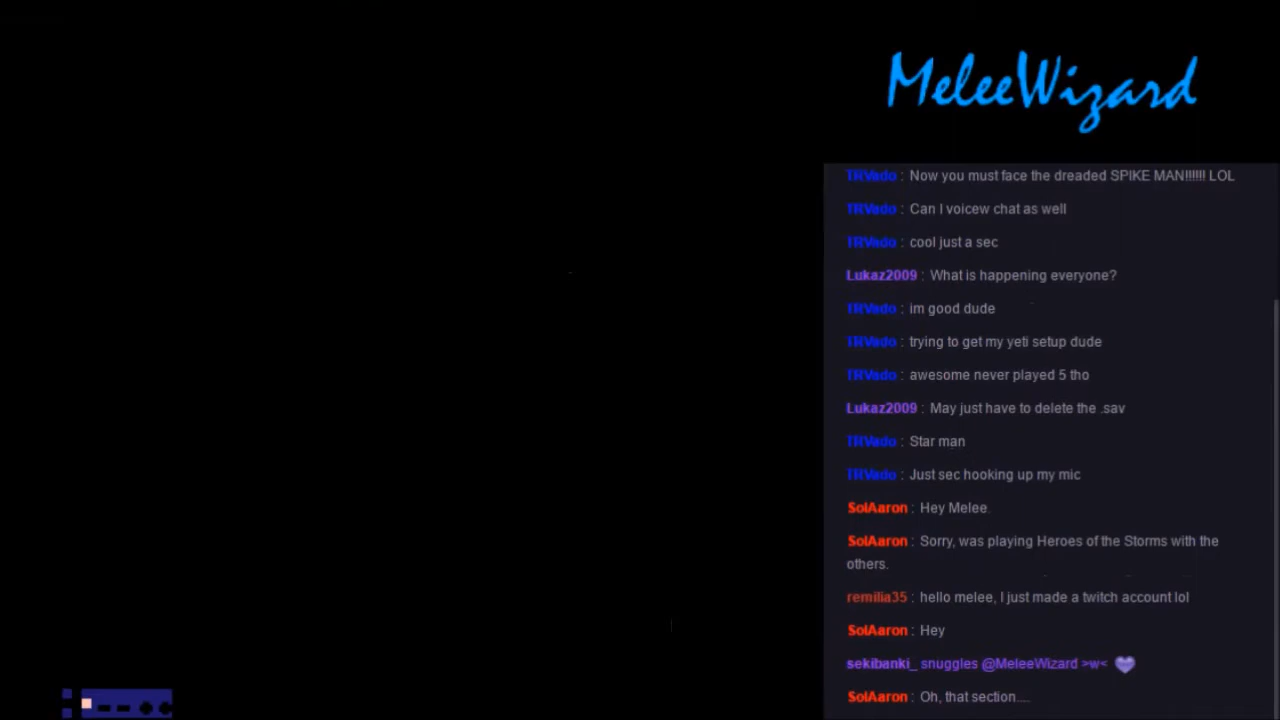 MeleeWizard
TRVado : Now you must face the dreaded SPIKE MAN!!!!!! LOL
TRVado : Can I voicew chat as well
TRVado : cool just a sec
Lukaz2009 : What is happening everyone?
TRVado : im good dude
TRVado : trying to get my yeti setup dude
TRVado : awesome never played 5 tho
Lukaz2009 : May just have to delete the .sav
TRVado : Star man
TRVado : Just sec hooking up my mic
SolAaron : Hey Melee.
SolAaron : Sorry, was playing Heroes of the Storms with the
others.
remilia35 : hello melee, I just made a twitch account lol
SolAaron : Hey
sekibanki_ snuggles @MeleeWizard >w<
SolAaron : Oh, that section....